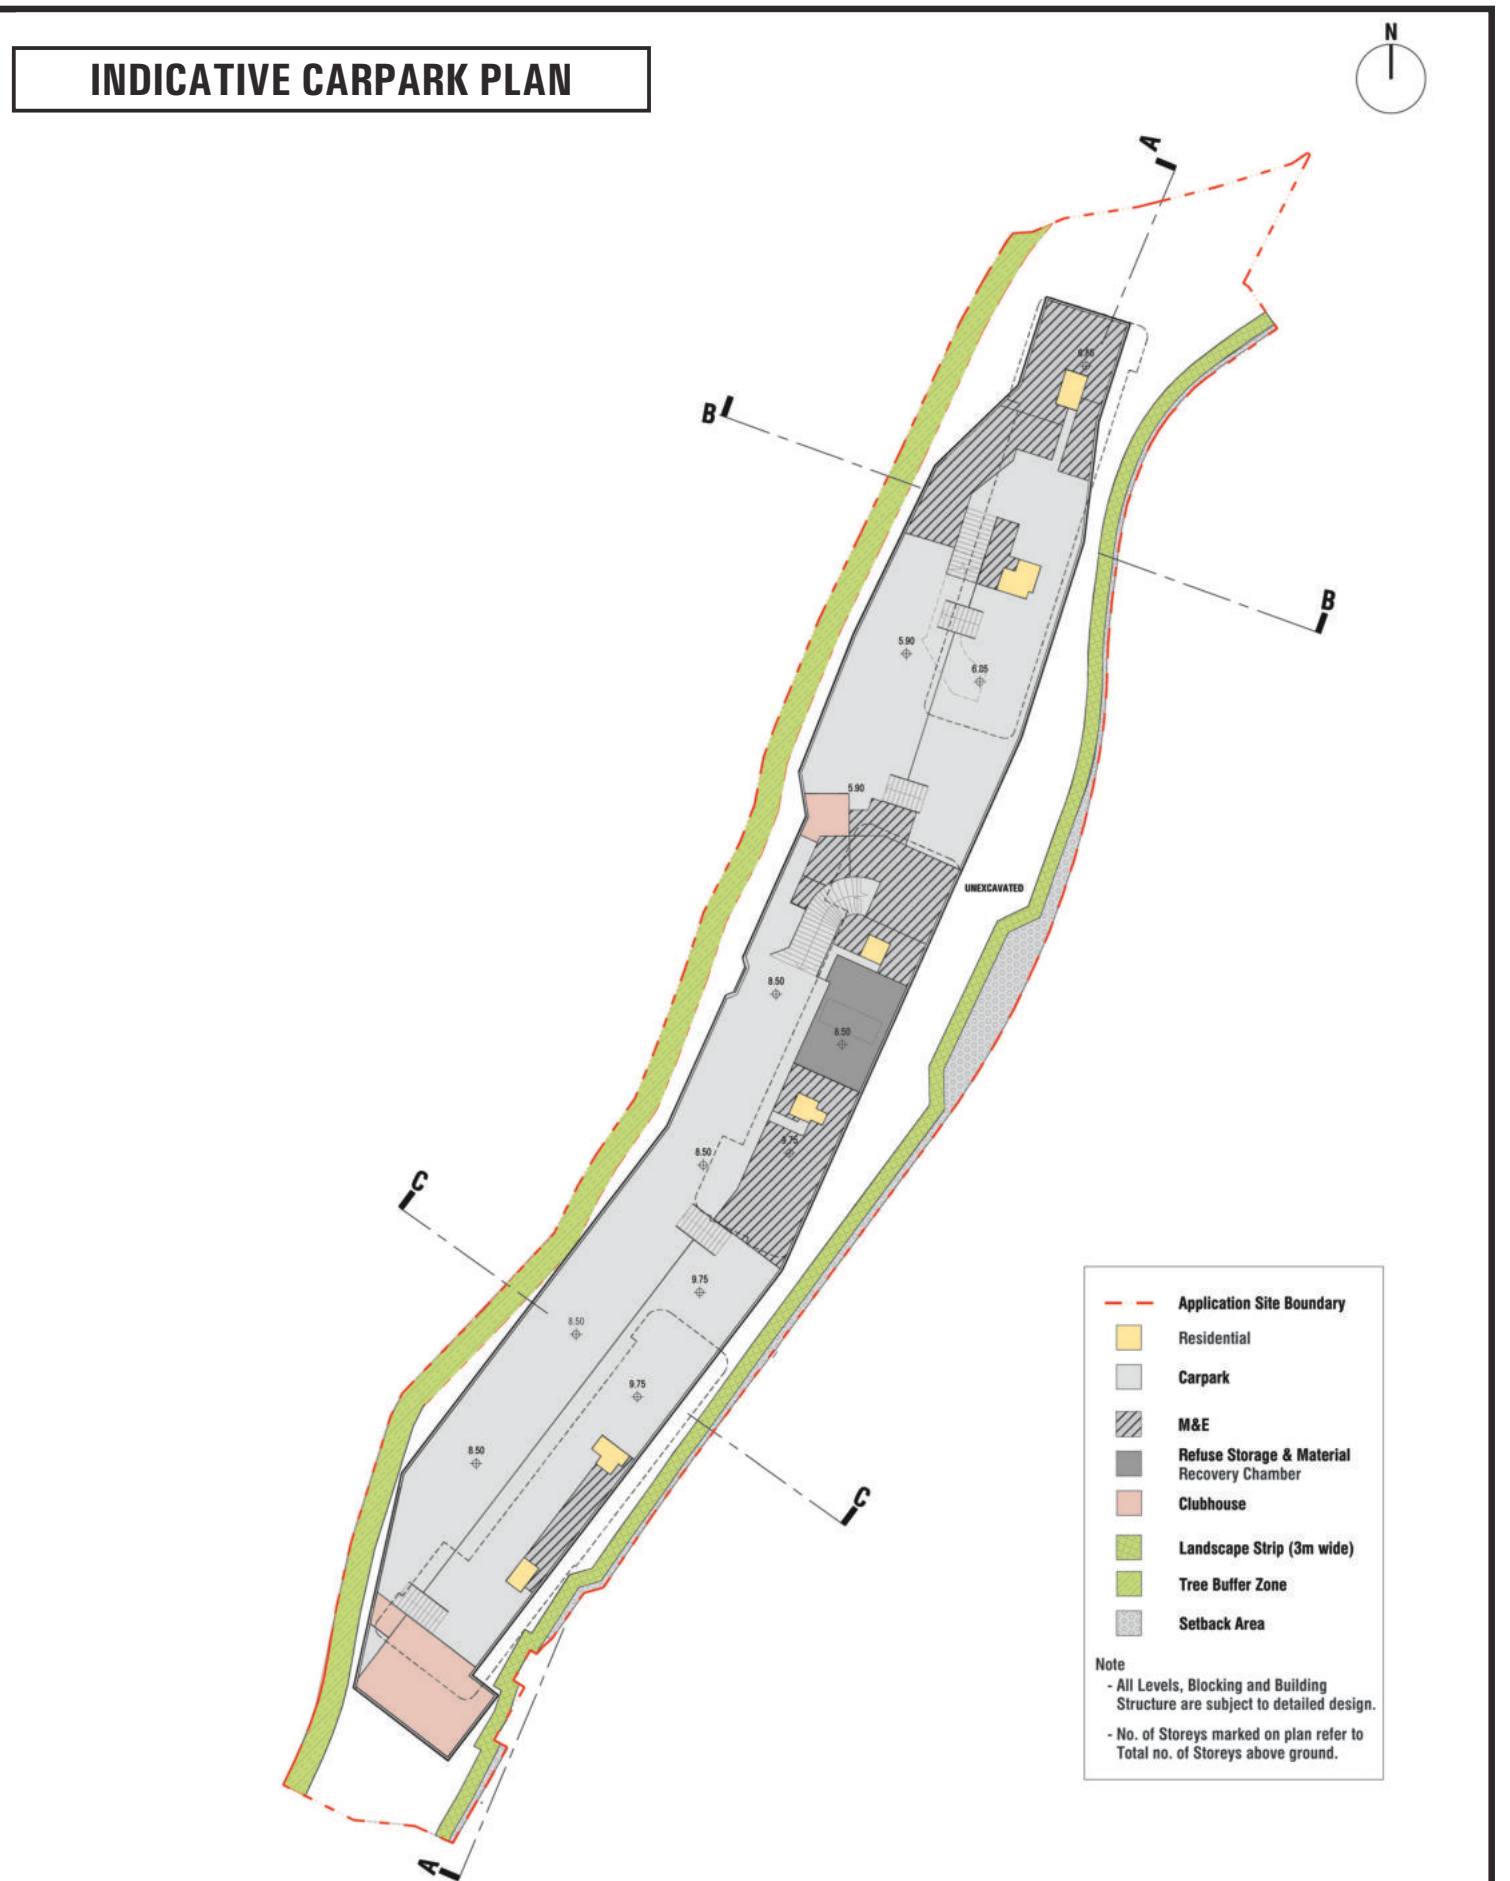 INDICATIVE CARPARK PLAN
N
A
B
B
6.05
5.90
5.90
UNEXCAVATED
8.50
8.50
9.75
8.50
C
9.75
8.50
9.75
8.50
C
A
Application Site Boundary
Residential
Carpark
M&E
Refuse Storage & Material
Recovery Chamber
Clubhouse
Landscape Strip (3m wide)
Tree Buffer Zone
Setback Area
Note
- All Levels, Blocking and Building
Structure are subject to detailed design.
- No. of Storeys marked on plan refer to
Total no. of Storeys above ground.